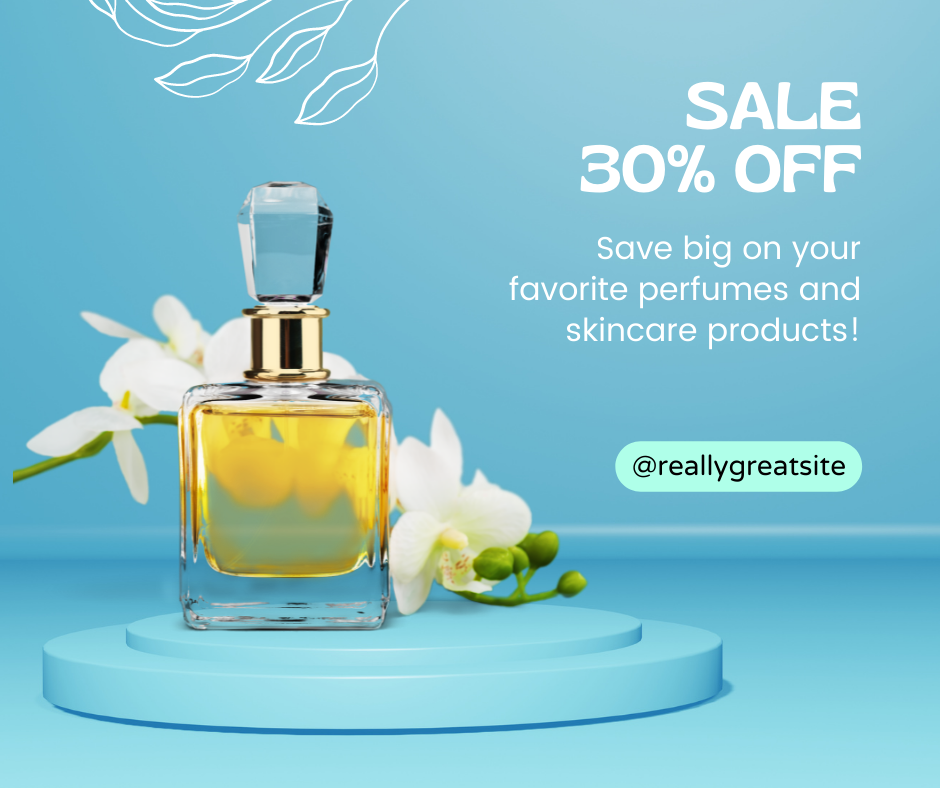 SALE
30% OFF
Save big on your
favorite perfumes and
skincare products!
@reallygreatsite